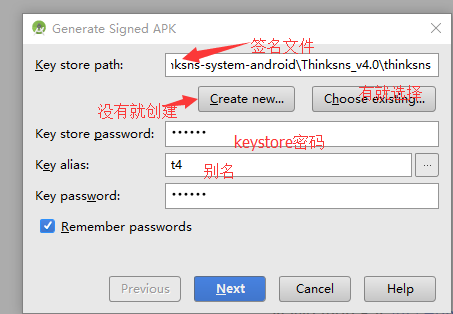 Generate Signed APK
签名文件
Key store path:
ıksns-system-android\Thinksns_v4.0\thinksns
没有就创建
Create new...
有就选择
Choose existing...
Key store password:
••••••
keystore密码
Key alias:
t4
...
别名
Key password:
••••••
Remember passwords
Previous
Next
Cancel
Help